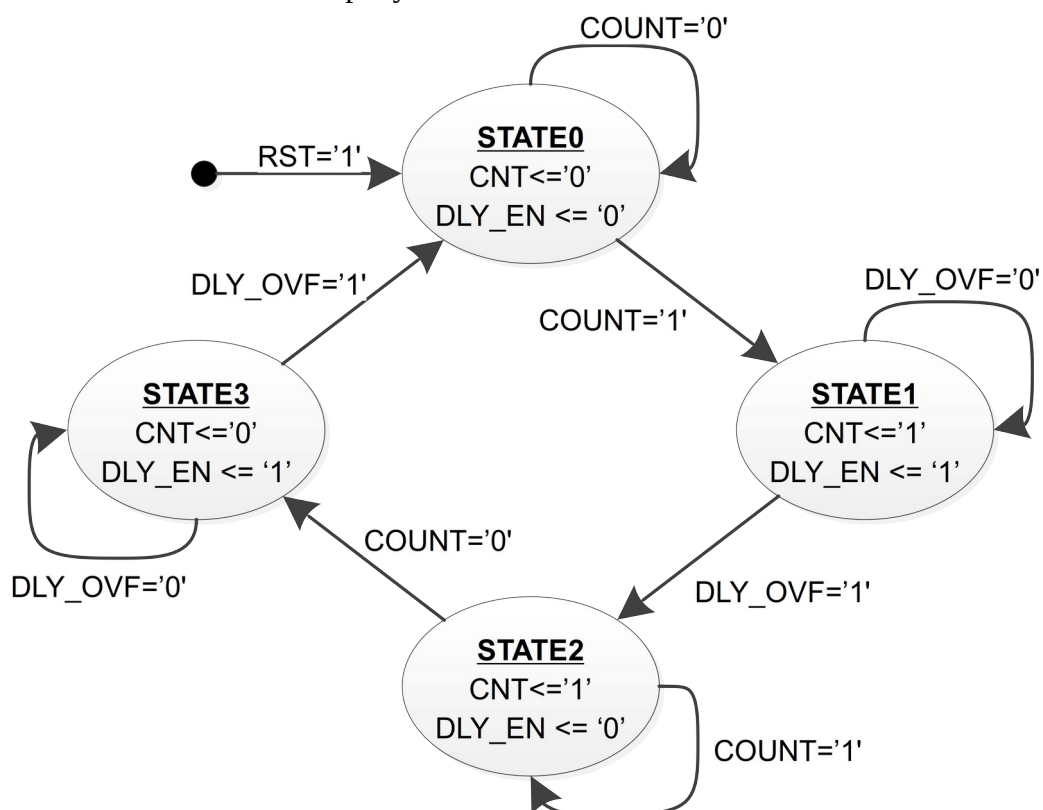 COUNT='0'
RST='1'
STATE0
CNT<='0'
DLY_EN <= '0'
DLY_OVF='1'
COUNT='1'
DLY_OVF='0'
STATE3
CNT<='0'
DLY_EN <= '1'
STATE1
CNT<='1'
DLY_EN <= '1'
COUNT='0'
DLY_OVF='0'
DLY_OVF='1'
STATE2
CNT<='1'
DLY_EN <= '0'
COUNT='1'